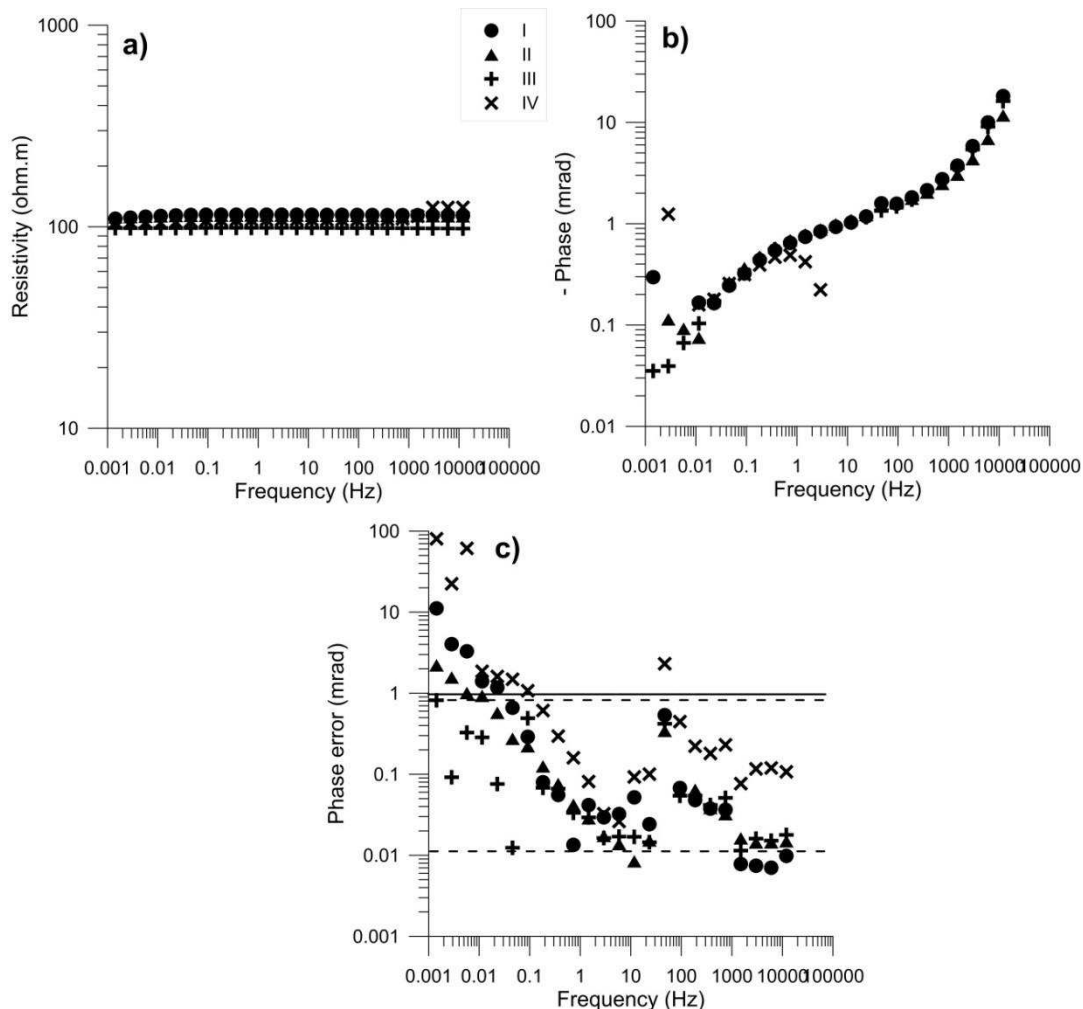 a)
1000
100
10
Resistivity (ohm.m)
0.001 0.01 0.1 1 10 100 1000 10000 100000
Frequency (Hz)
I
II
III
IV
b)
100
10
1
0.1
0.01
- Phase (mrad)
0.001 0.01 0.1 1 10 100 1000 10000 100000
Frequency (Hz)
c)
100
10
1
0.1
0.01
0.001
Phase error (mrad)
0.001 0.01 0.1 1 10 100 1000 10000 100000
Frequency (Hz)